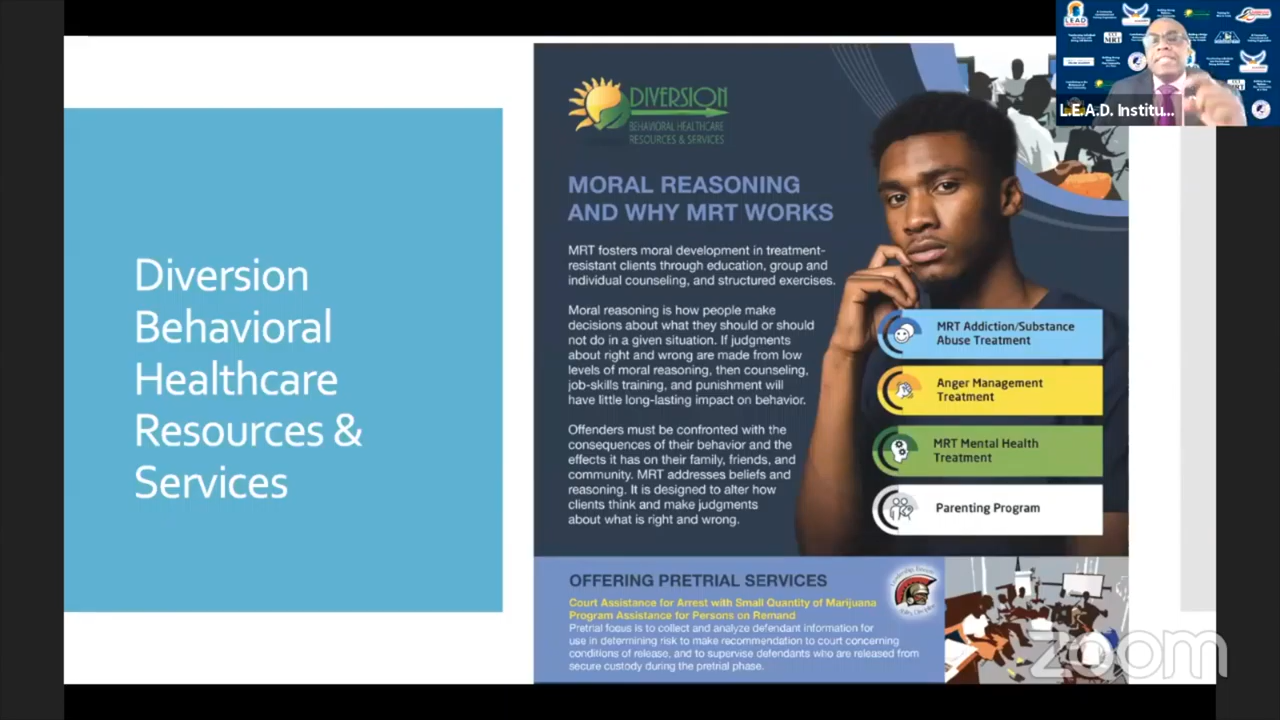 Diversion
Behavioral
Healthcare
Resources &
Services
DIVERSION
BEHAVIORAL HEALTHCARE
RESOURCES & SERVICES
MORAL REASONING
AND WHY MRT WORKS
MRT fosters moral development in treatment-
resistant clients through education, group and
individual counseling, and structured exercises.
Moral reasoning is how people make
decisions about what they should or should
not do in a given situation. If judgments
about right and wrong are made from low
levels of moral reasoning, then counseling,
job-skills training, and punishment will
have little long-lasting impact on behavior.
Offenders must be confronted with the
consequences of their behavior and the
effects it has on their family, friends, and
community. MRT addresses beliefs and
reasoning. It is designed to alter how
clients think and make judgments
about what is right and wrong.
MRT Addiction/Substance
Abuse Treatment
Anger Management
Treatment
MRT Mental Health
Treatment
Parenting Program
OFFERING PRETRIAL SERVICES
Court Assistance for Arrest with Small Quantity of Marijuana
Program Assistance for Persons on Remand
Pretrial focus is to collect and analyze defendant information for
use in determining risk to make recommendation to court concerning
conditions of release, and to supervise defendants who are released from
secure custody during the pretrial phase.
LEAD
MRT
L.E.A.D. Institu...
zoom